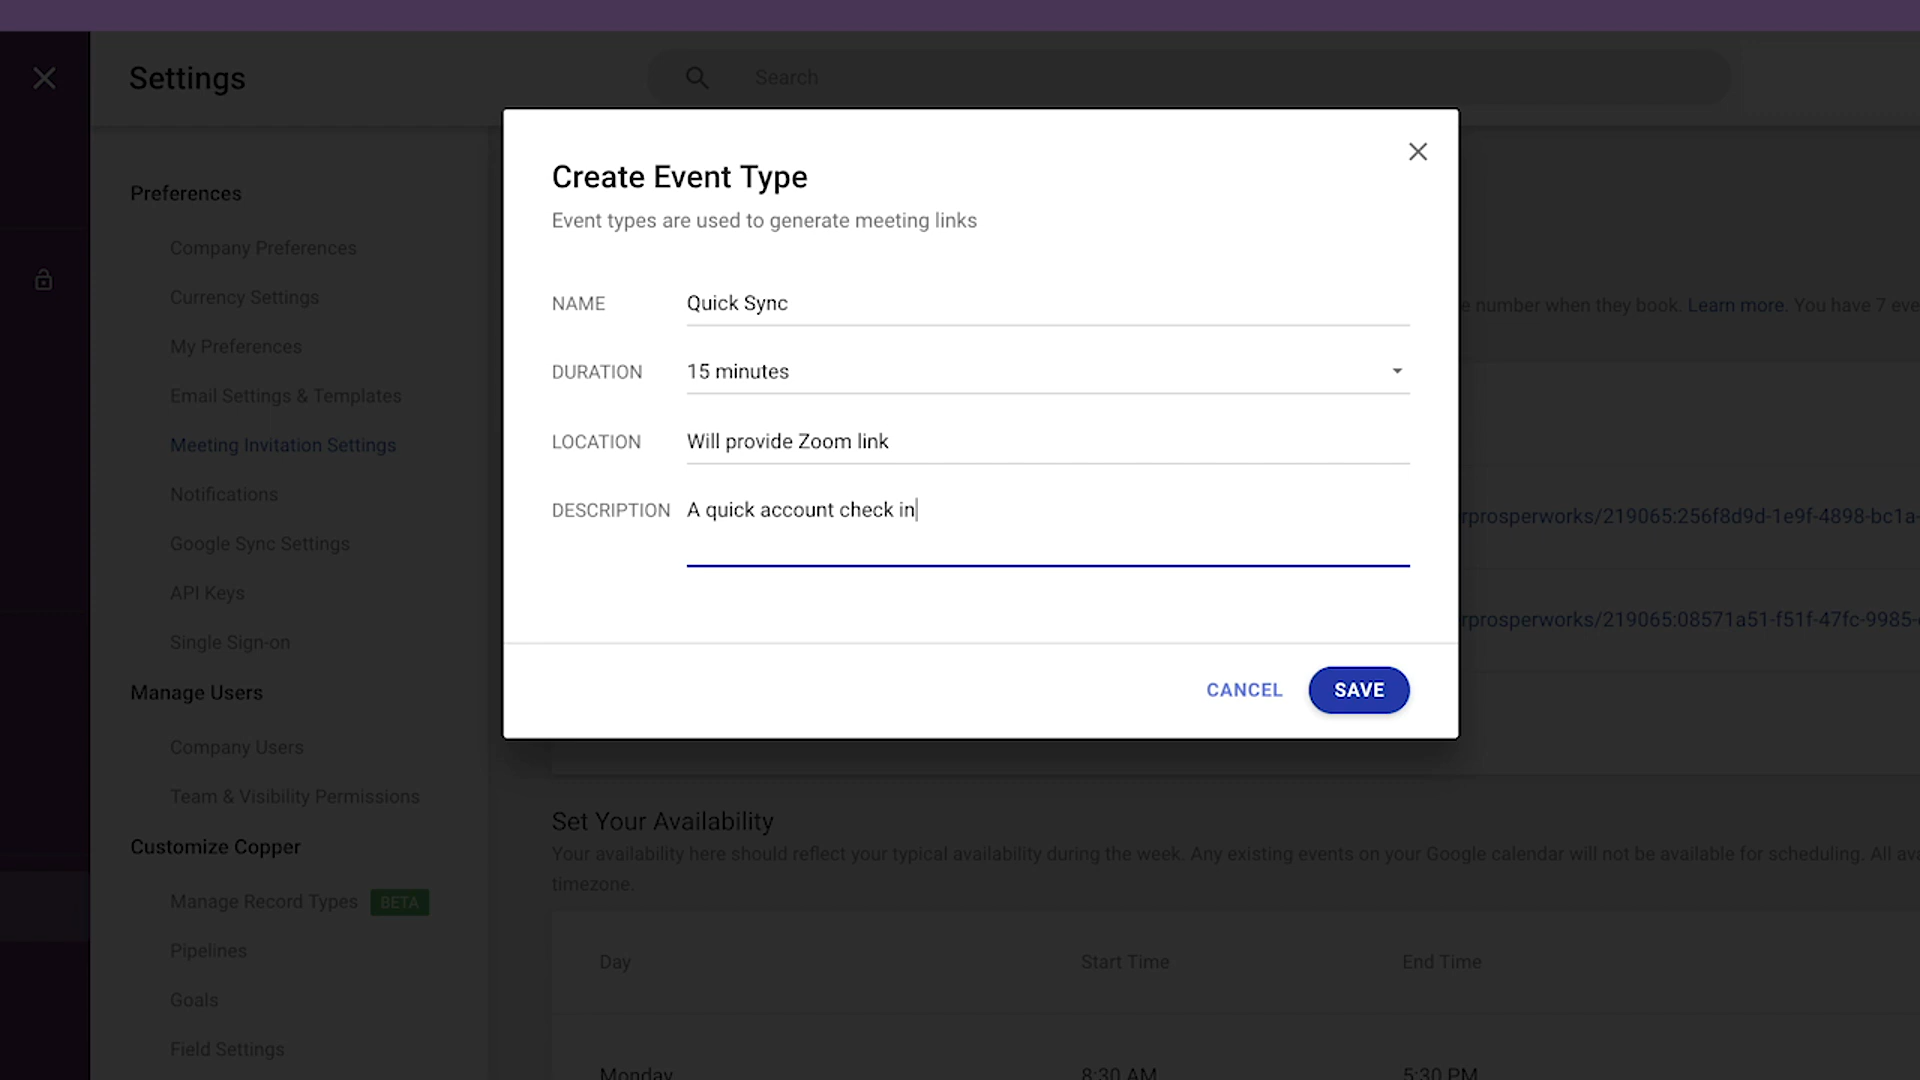 Settings
Search
Preferences
Company Preferences
Currency Settings
My Preferences
Email Settings & Templates
Meeting Invitation Settings
Notifications
Google Sync Settings
API Keys
Single Sign-on
Manage Users
Company Users
Team & Visibility Permissions
Customize Copper
Manage Record Types BETA
Pipelines
Goals
Field Settings
Create Event Type
Event types are used to generate meeting links
NAME Quick Sync
DURATION 15 minutes
LOCATION Will provide Zoom link
DESCRIPTION A quick account check in
CANCEL SAVE
e number when they book. Learn more. You have 7 eve
rprosperworks/219065:256f8d9d-1e9f-4898-bc1a-
rprosperworks/219065:08571a51-f51f-47fc-9985-
Set Your Availability
Your availability here should reflect your typical availability during the week. Any existing events on your Google calendar will not be available for scheduling. All ava
timezone.
Day Start Time End Time
Monday 8:30 AM 5:30 PM